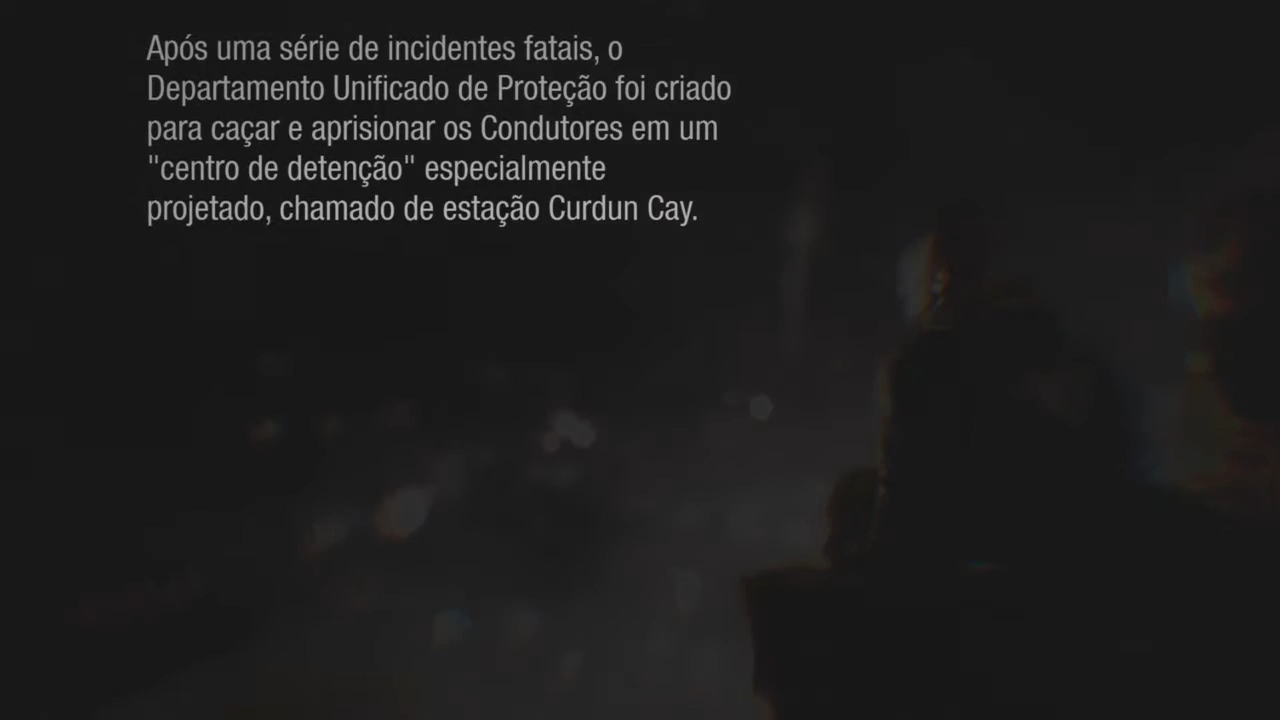 Após uma série de incidentes fatais, o
Departamento Unificado de Proteção foi criado
para caçar e aprisionar os Condutores em um
"centro de detenção" especialmente
projetado, chamado de estação Curdun Cay.